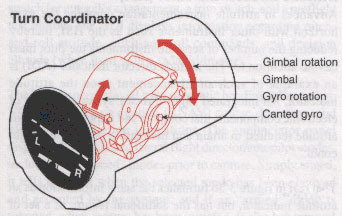 Turn Coordinator
Gimbal rotation
Gimbal
Gyro rotation
Canted gyro
L
R